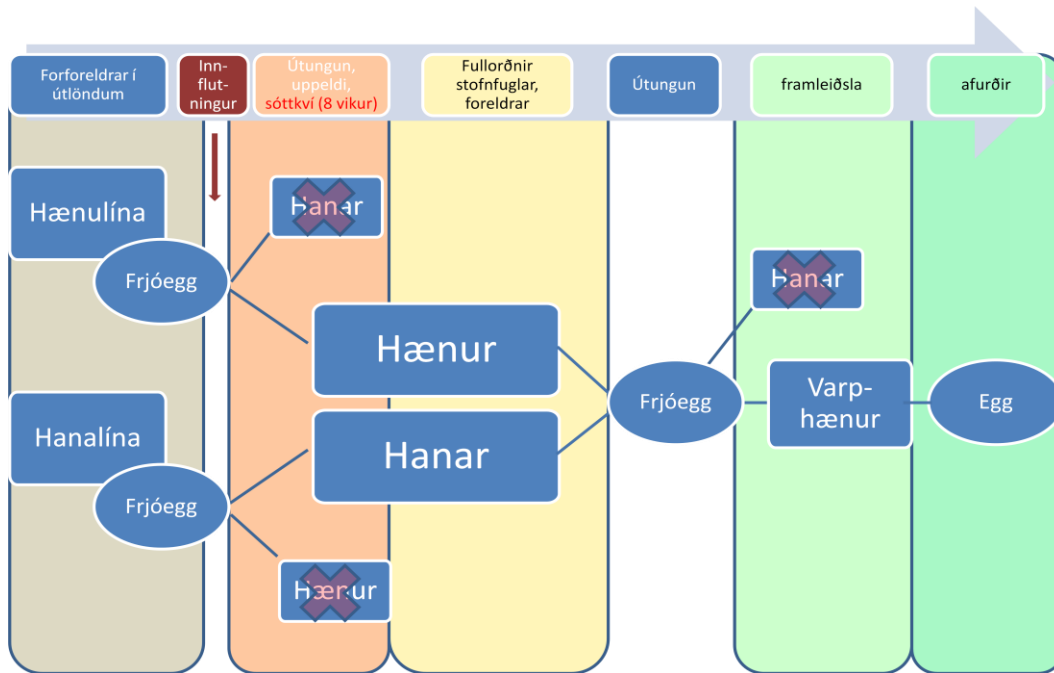 Forforeldrar í
útlöndum
Inn-
flut-
ningur
Útungun,
uppeldi,
sóttkví (8 vikur)
Fullorðnir
stofnfuglar,
foreldrar
Útungun
framleiðsla
afurðir
Hænulína
Frjóegg
Hanar
Hænur
Hanalína
Frjóegg
Hanar
Hænur
Frjóegg
Hanar
Varp-
hænur
Egg